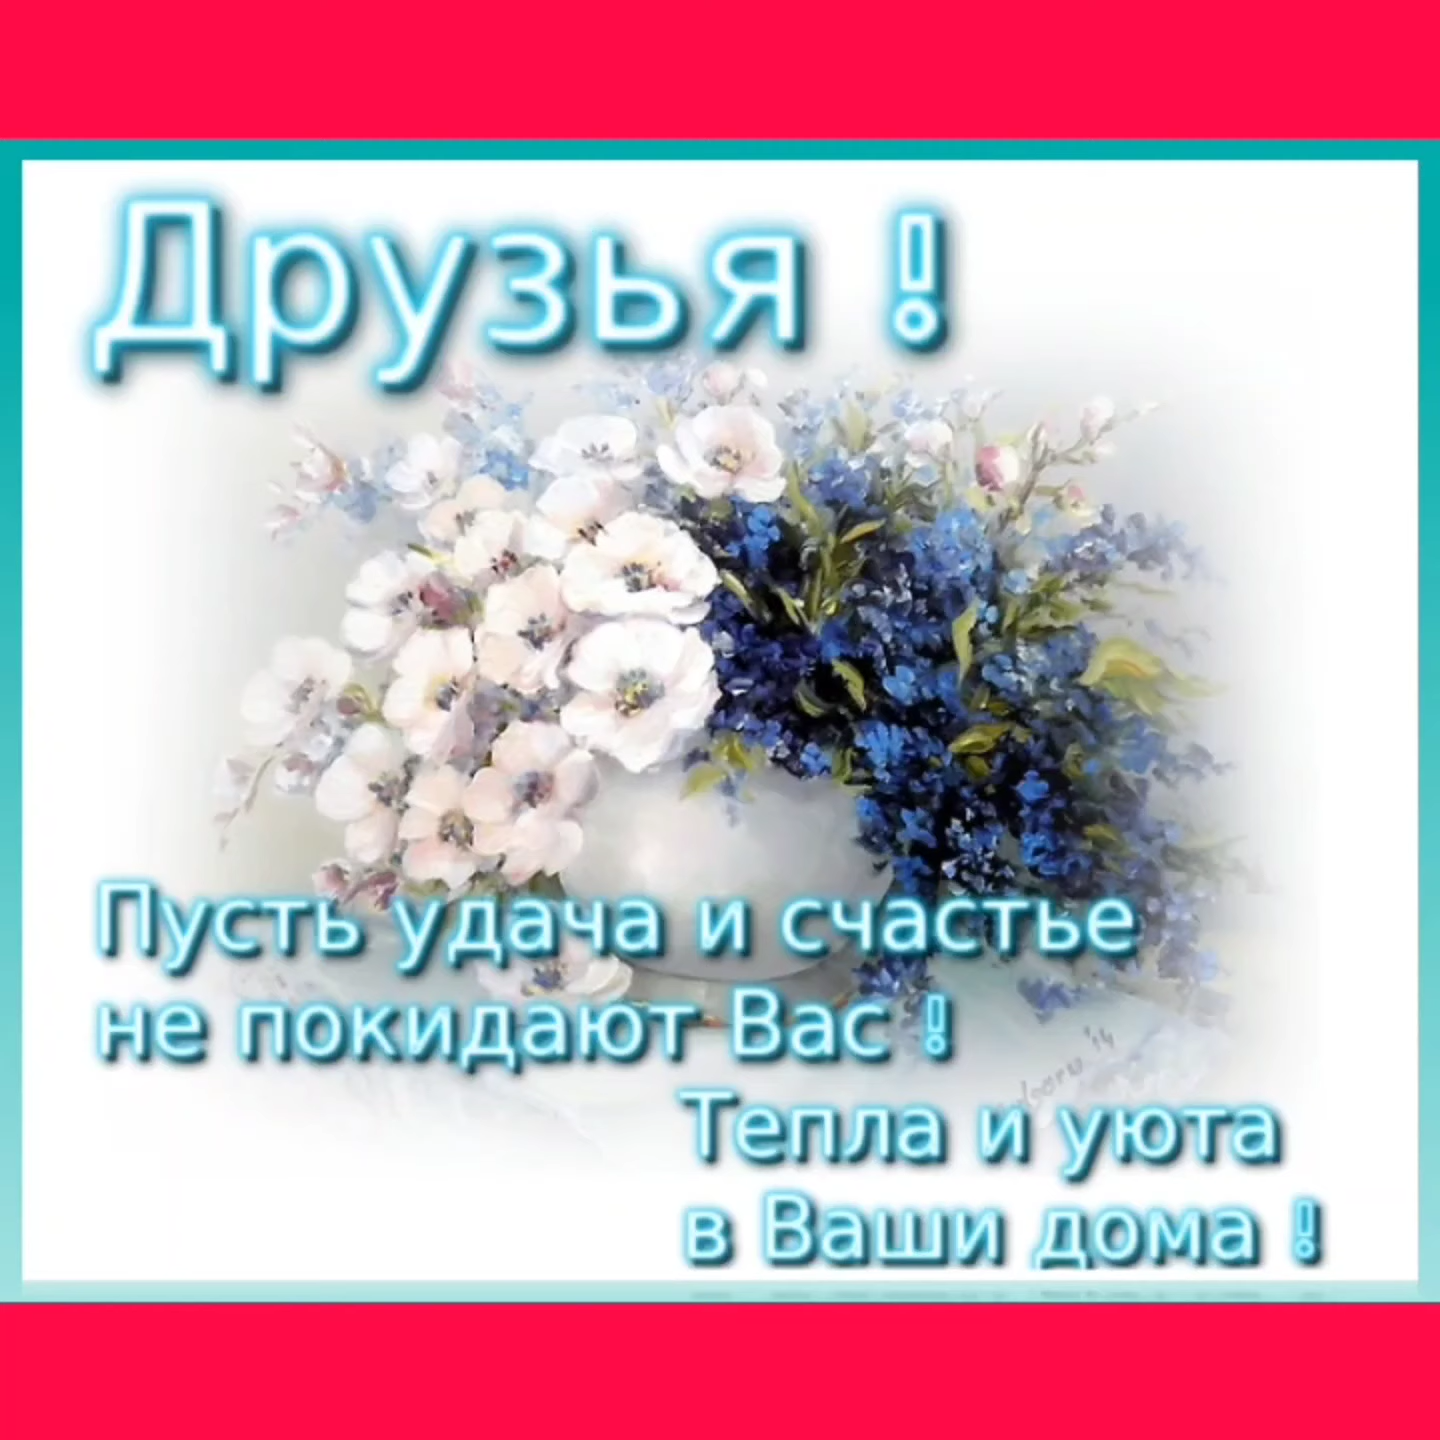 Друзья !
Пусть удача и счастье
не покидают Вас !
Тепла и уюта
в Ваши дома !